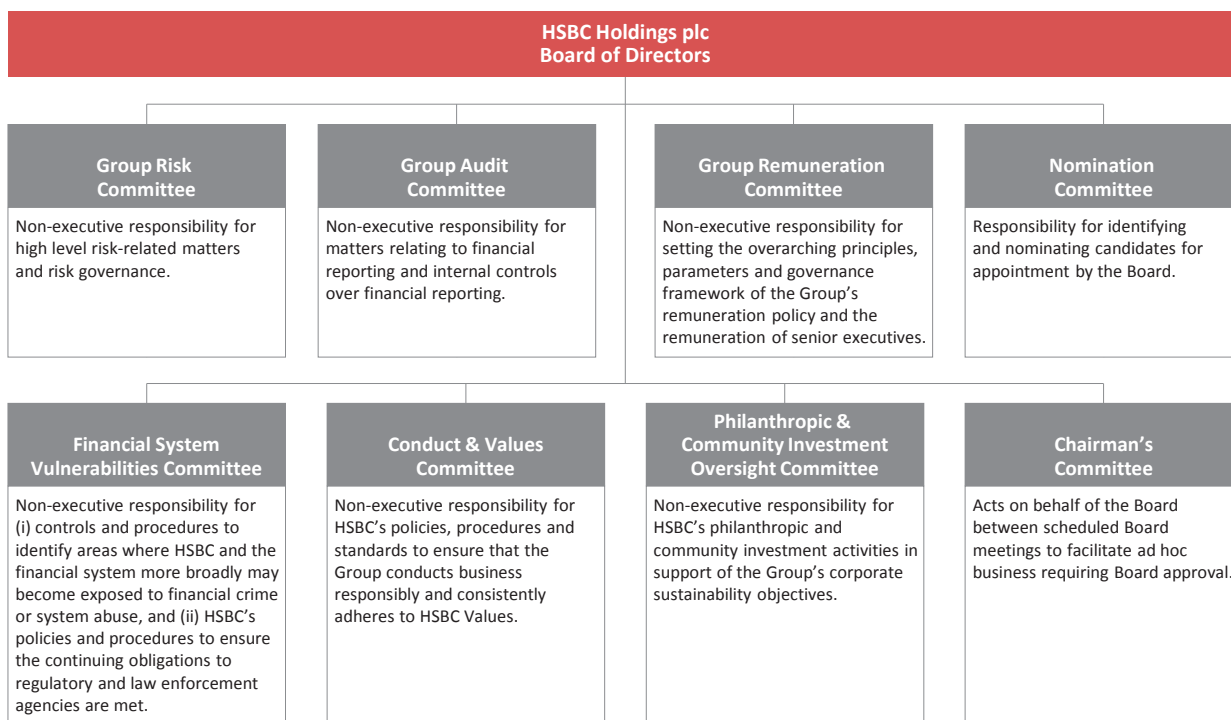 HSBC Holdings plc
Board of Directors
Group Risk
Committee
Non-executive responsibility for
high level risk-related matters
and risk governance.
Group Audit
Committee
Non-executive responsibility for
matters relating to financial
reporting and internal controls
over financial reporting.
Group Remuneration
Committee
Non-executive responsibility for
setting the overarching principles,
parameters and governance
framework of the Group’s
remuneration policy and the
remuneration of senior executives.
Nomination
Committee
Responsibility for identifying
and nominating candidates for
appointment by the Board.
Financial System
Vulnerabilities Committee
Non-executive responsibility for
(i) controls and procedures to
identify areas where HSBC and the
financial system more broadly may
become exposed to financial crime
or system abuse, and (ii) HSBC’s
policies and procedures to ensure
the continuing obligations to
regulatory and law enforcement
agencies are met.
Conduct & Values
Committee
Non-executive responsibility for
HSBC’s policies, procedures and
standards to ensure that the
Group conducts business
responsibly and consistently
adheres to HSBC Values.
Philanthropic &
Community Investment
Oversight Committee
Non-executive responsibility for
HSBC’s philanthropic and
community investment activities in
support of the Group’s corporate
sustainability objectives.
Chairman’s
Committee
Acts on behalf of the Board
between scheduled Board
meetings to facilitate ad hoc
business requiring Board approval.